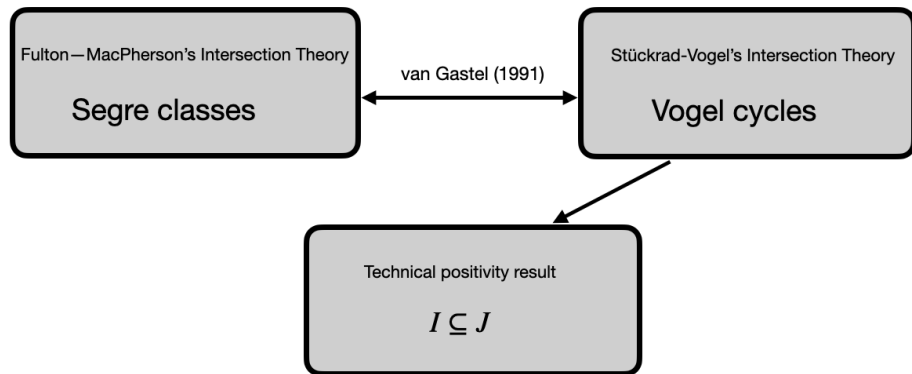 Fulton—MacPherson's Intersection Theory
Segre classes
van Gastel (1991)
Stückrad-Vogel's Intersection Theory
Vogel cycles
Technical positivity result
I ⊆ J